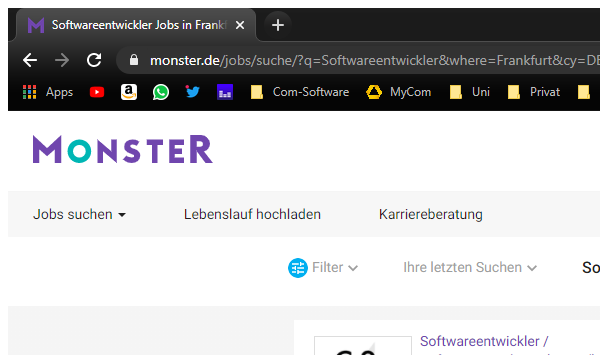 Softwareentwickler Jobs in Frankf
monster.de/jobs/suche/?q=Softwareentwickler&where=Frankfurt&cy=DE
Apps Com-Software MyCom Uni Privat
MONSTER
Jobs suchen Lebenslauf hochladen Karriereberatung
Filter Ihre letzten Suchen So
Softwareentwickler /